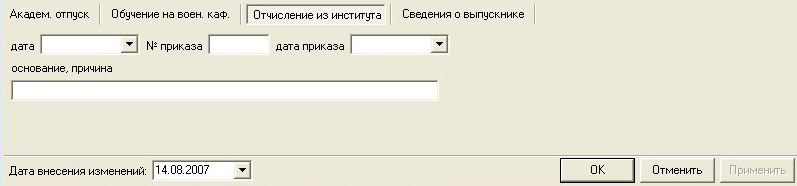 Академ. отпуск Обучение на воен. каф. Отчисление из института Сведения о выпускнике
дата № приказа дата приказа
основание, причина
Дата внесения изменений: 14.08.2007 OK Отменить Применить